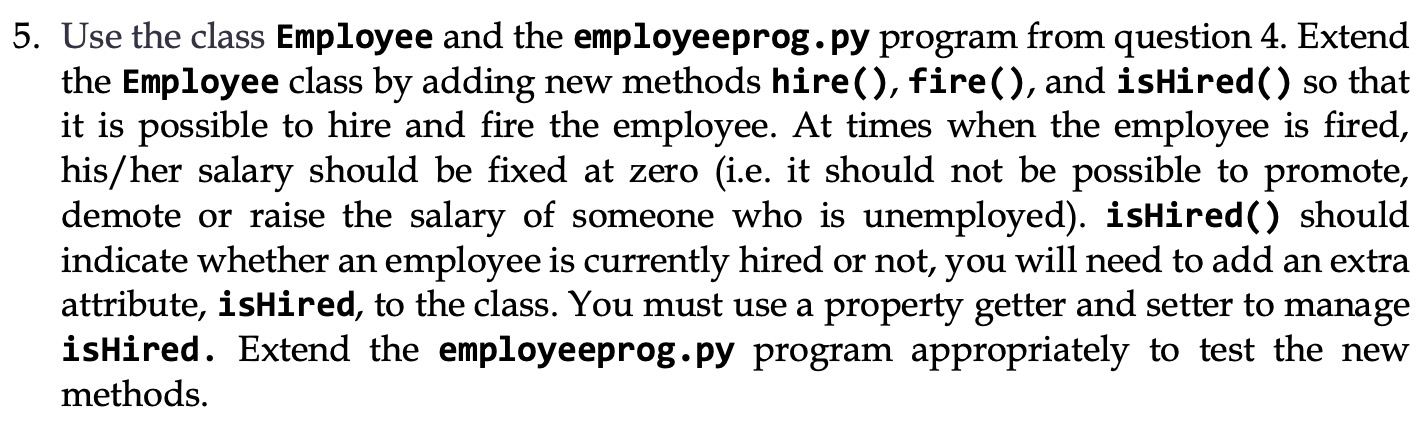 5. Use the class Employee and the employeeprog.py program from question 4. Extend
the Employee class by adding new methods hire(), fire(), and isHired() so that
it is possible to hire and fire the employee. At times when the employee is fired,
his/her salary should be fixed at zero (i.e. it should not be possible to promote,
demote or raise the salary of someone who is unemployed). isHired() should
indicate whether an employee is currently hired or not, you will need to add an extra
attribute, isHired, to the class. You must use a property getter and setter to manage
isHired. Extend the employeeprog.py program appropriately to test the new
methods.